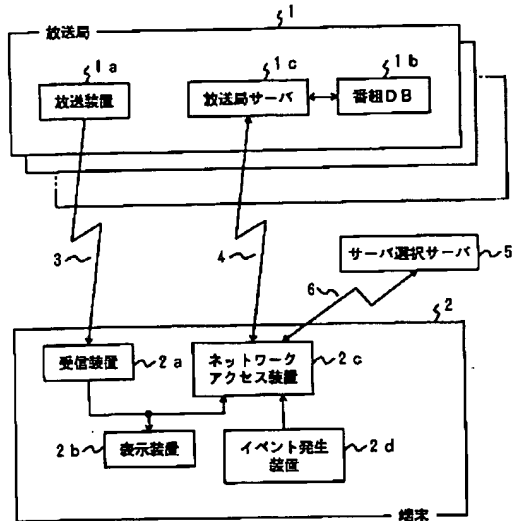 放送局
1
1a
放送装置
1c
放送局サーバ
1b
番組DB
3
4
サーバ選択サーバ
5
6
2
受信装置
2a
ネットワーク
アクセス装置
2c
2b
表示装置
イベント発生
装置
2d
端末